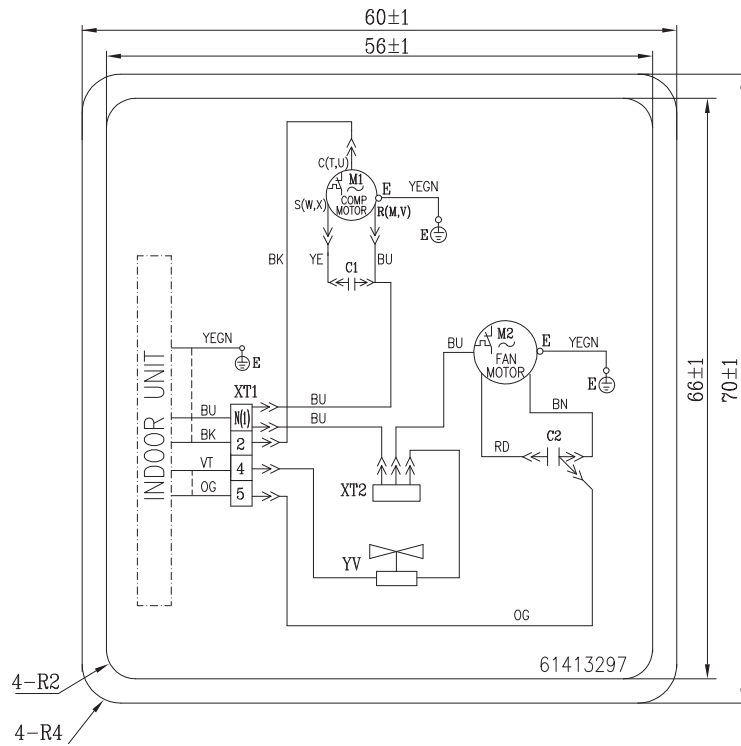 60±1
56±1
C(T,U)
M1
~
COMP
MOTOR
E
YEGN
S(W,X)
R(M,V)
E
BK
YE
C1
BU
INDOOR UNIT
YEGN
E
XT1
BU
N(1)
BU
BU
BK
2
VT
4
OG
5
BU
M2
~
FAN
MOTOR
E
YEGN
E
BN
RD
C2
XT2
YV
OG
66±1
70±1
61413297
4-R2
4-R4